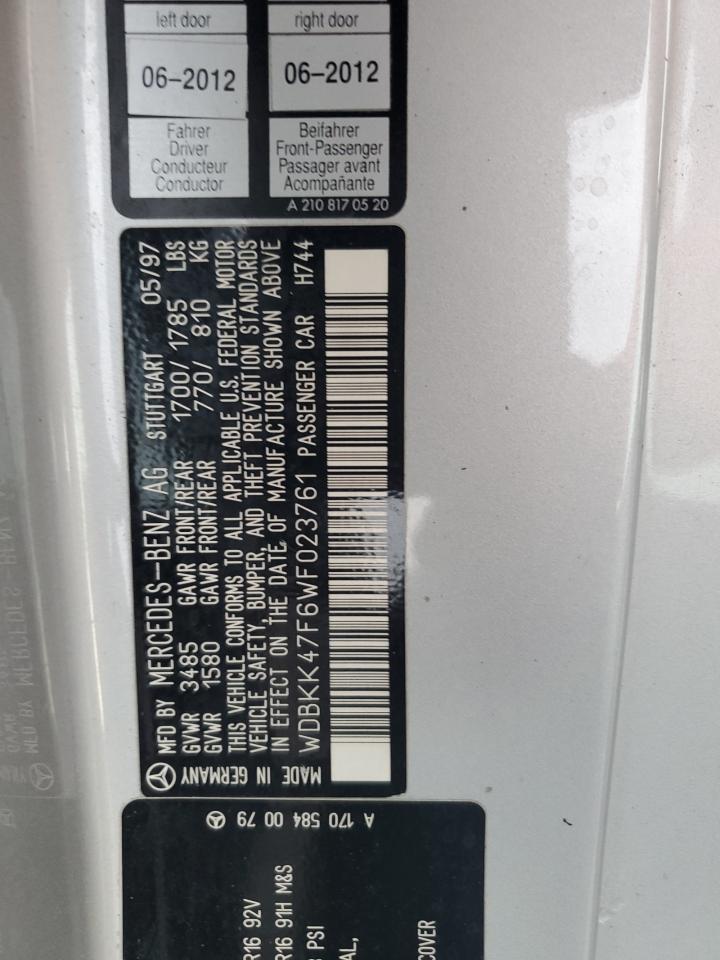 left door
right door
06-2012
06-2012
Fahrer
Driver
Conducteur
Conductor
Beifahrer
Front-Passenger
Passager avant
Acompañante
A 210 817 05 20
MFD BY MERCEDES-BENZ AG STUTTGART 05/97
GVWR 3485 GAWR FRONT/REAR 1700/ 1785 LBS
GVWR 1580 GAWR FRONT/REAR 770/ 810 KG
THIS VEHICLE CONFORMS TO ALL APPLICABLE U.S. FEDERAL MOTOR
VEHICLE SAFETY, BUMPER, AND THEFT PREVENTION STANDARDS
IN EFFECT ON THE DATE OF MANUFACTURE SHOWN ABOVE
WDBKK47F6WF023761 PASSENGER CAR H744
MADE IN GERMANY
A 170 584 00 79
R16 92V
R16 91H M&S
PSI
AL,
COVER